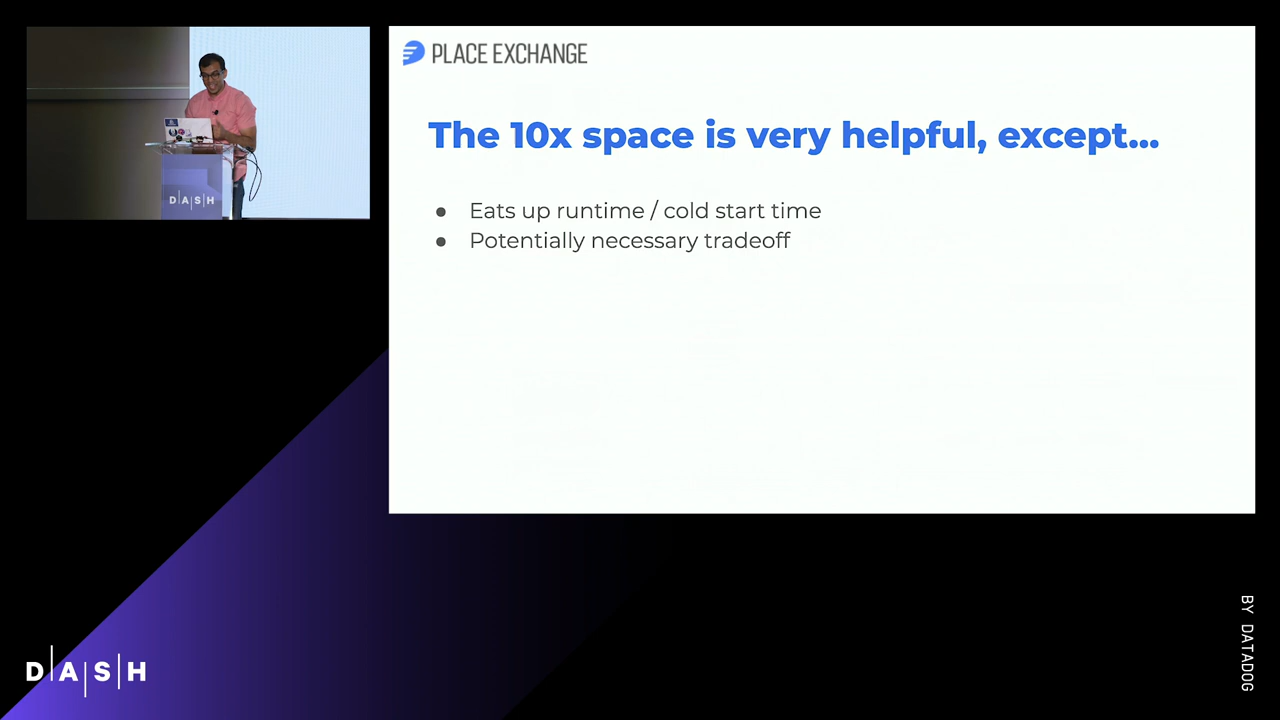 PLACE EXCHANGE
The 10x space is very helpful, except...
● Eats up runtime / cold start time
● Potentially necessary tradeoff
D|A|S|H
D|A|S|H
BY DATADOG